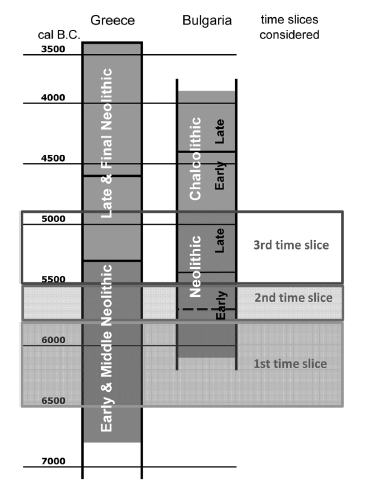 Greece Bulgaria time slices
cal B.C. considered
3500
4000
4500
5000
5500
6000
6500
7000
Late & Final Neolithic
Early & Middle Neolithic
Chalcolithic
Late
Early
Neolithic
Late
Early
3rd time slice
2nd time slice
1st time slice